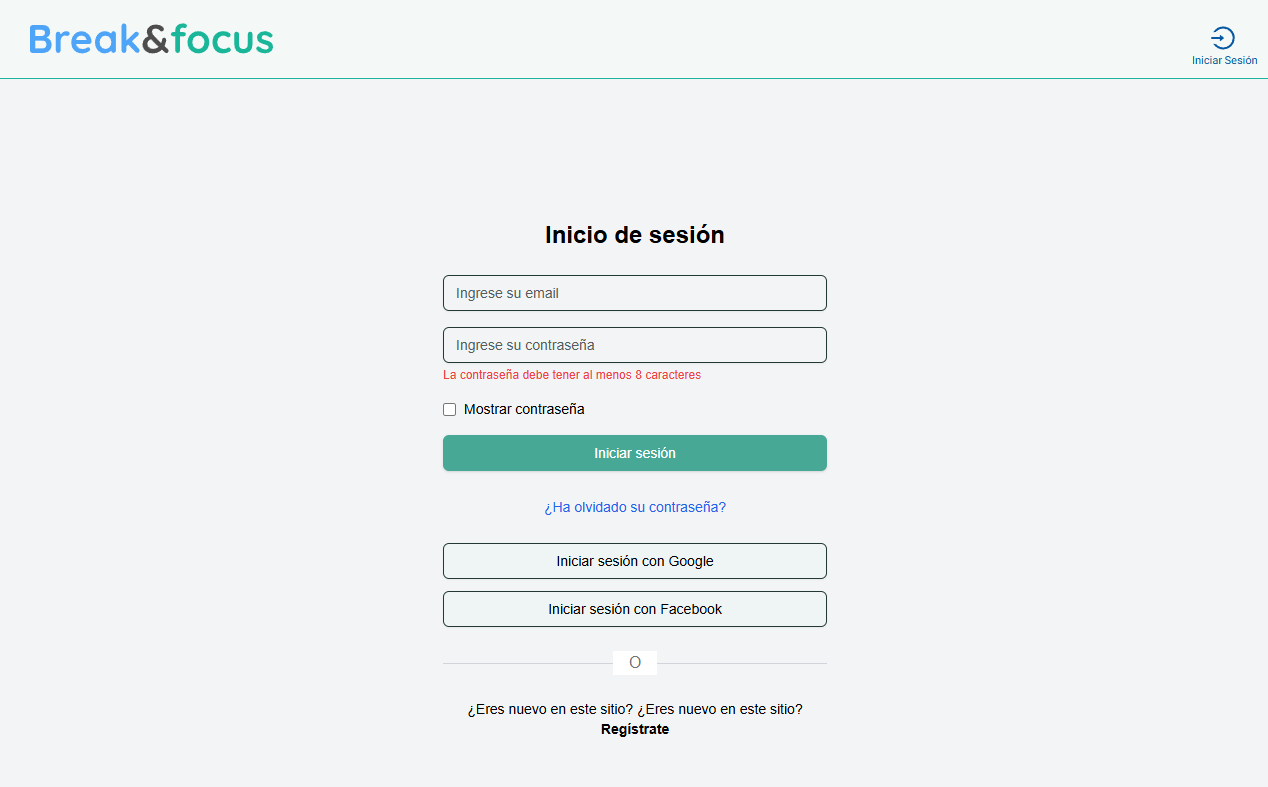 Break&focus
Iniciar Sesión
Inicio de sesión
Ingrese su email
Ingrese su contraseña
La contraseña debe tener al menos 8 caracteres
Mostrar contraseña
Iniciar sesión
¿Ha olvidado su contraseña?
Iniciar sesión con Google
Iniciar sesión con Facebook
O
¿Eres nuevo en este sitio? ¿Eres nuevo en este sitio?
Regístrate